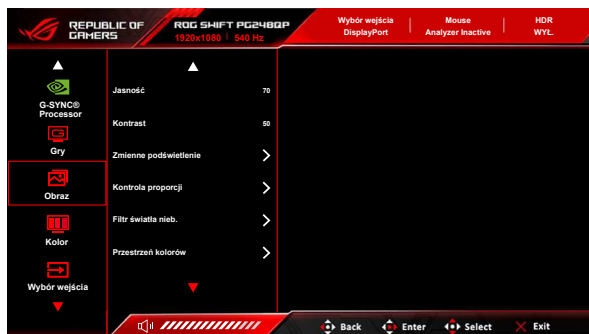 REPUBLIC OF
GAMERS
ROG SHIFT PG248QP
1920x1080 | 540 Hz
Wybór wejścia
DisplayPort
Mouse
Analyzer Inactive
HDR
WYŁ.
G-SYNC®
Processor
Gry
Obraz
Kolor
Wybór wejścia
Jasność 70
Kontrast 50
Zmienne podświetlenie
Kontrola proporcji
Filtr światła nieb.
Przestrzeń kolorów
Back Enter Select Exit